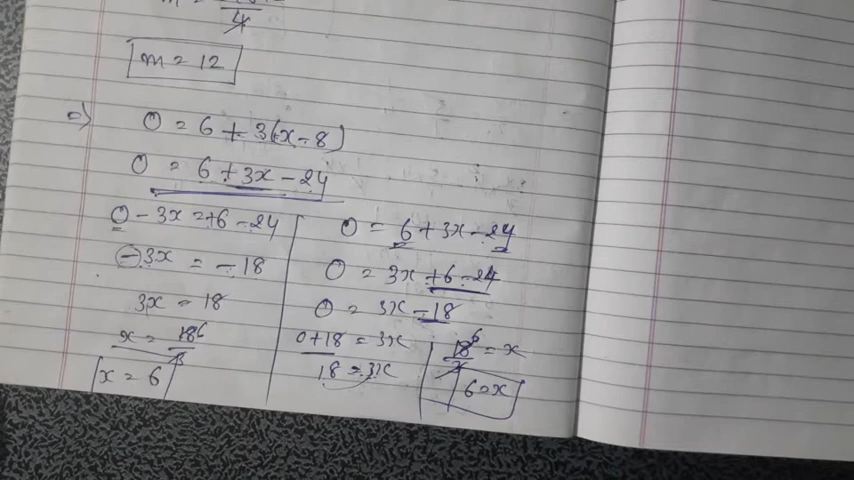 4
m = 12
0 = 6 + 3(x - 8)
0 = 6 + 3x - 24
0 - 3x = +6 - 24
- 3x = - 18
3x = 18
x = 18 6
3
x = 6
0 = 6 + 3x - 24
0 = 3x + 6 - 24
0 = 3x - 18
0 + 18 = 3x
18 = 3x
18 6 = x
3
6 = x